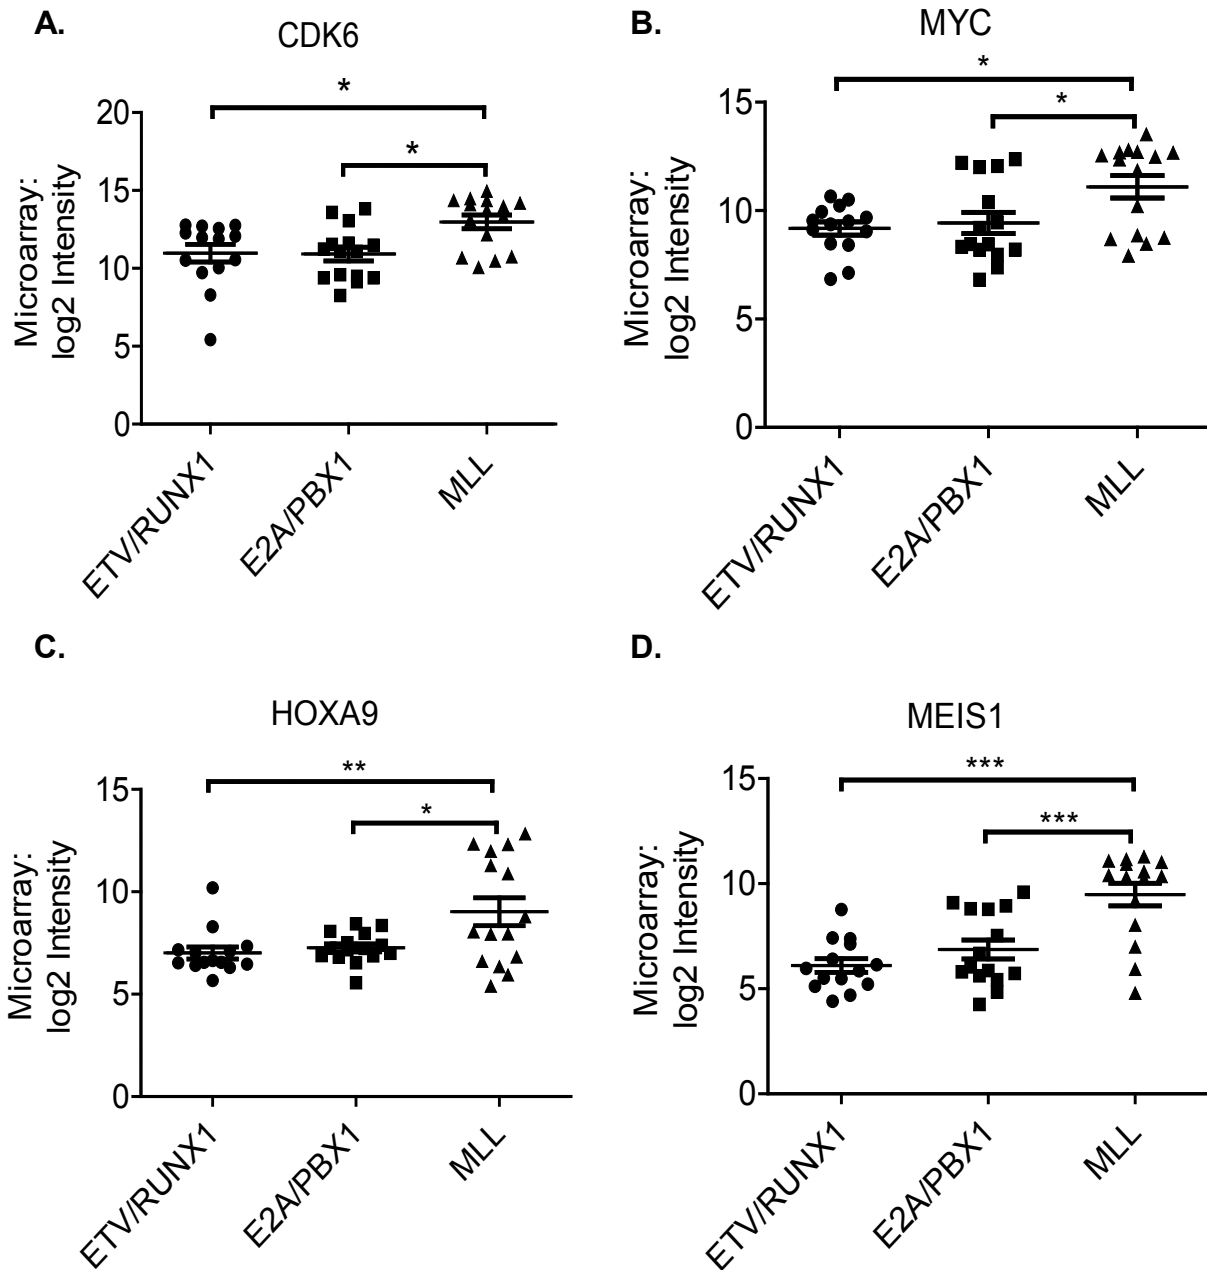 A.
CDK6
*
*
20
15
10
5
0
Microarray:
log2 Intensity
ETV/RUNX1
E2A/PBX1
MLL
B.
MYC
*
*
15
10
5
0
Microarray:
log2 Intensity
ETV/RUNX1
E2A/PBX1
MLL
C.
HOXA9
**
*
15
10
5
0
Microarray:
log2 Intensity
ETV/RUNX1
E2A/PBX1
MLL
D.
MEIS1
***
***
15
10
5
0
Microarray:
log2 Intensity
ETV/RUNX1
E2A/PBX1
MLL